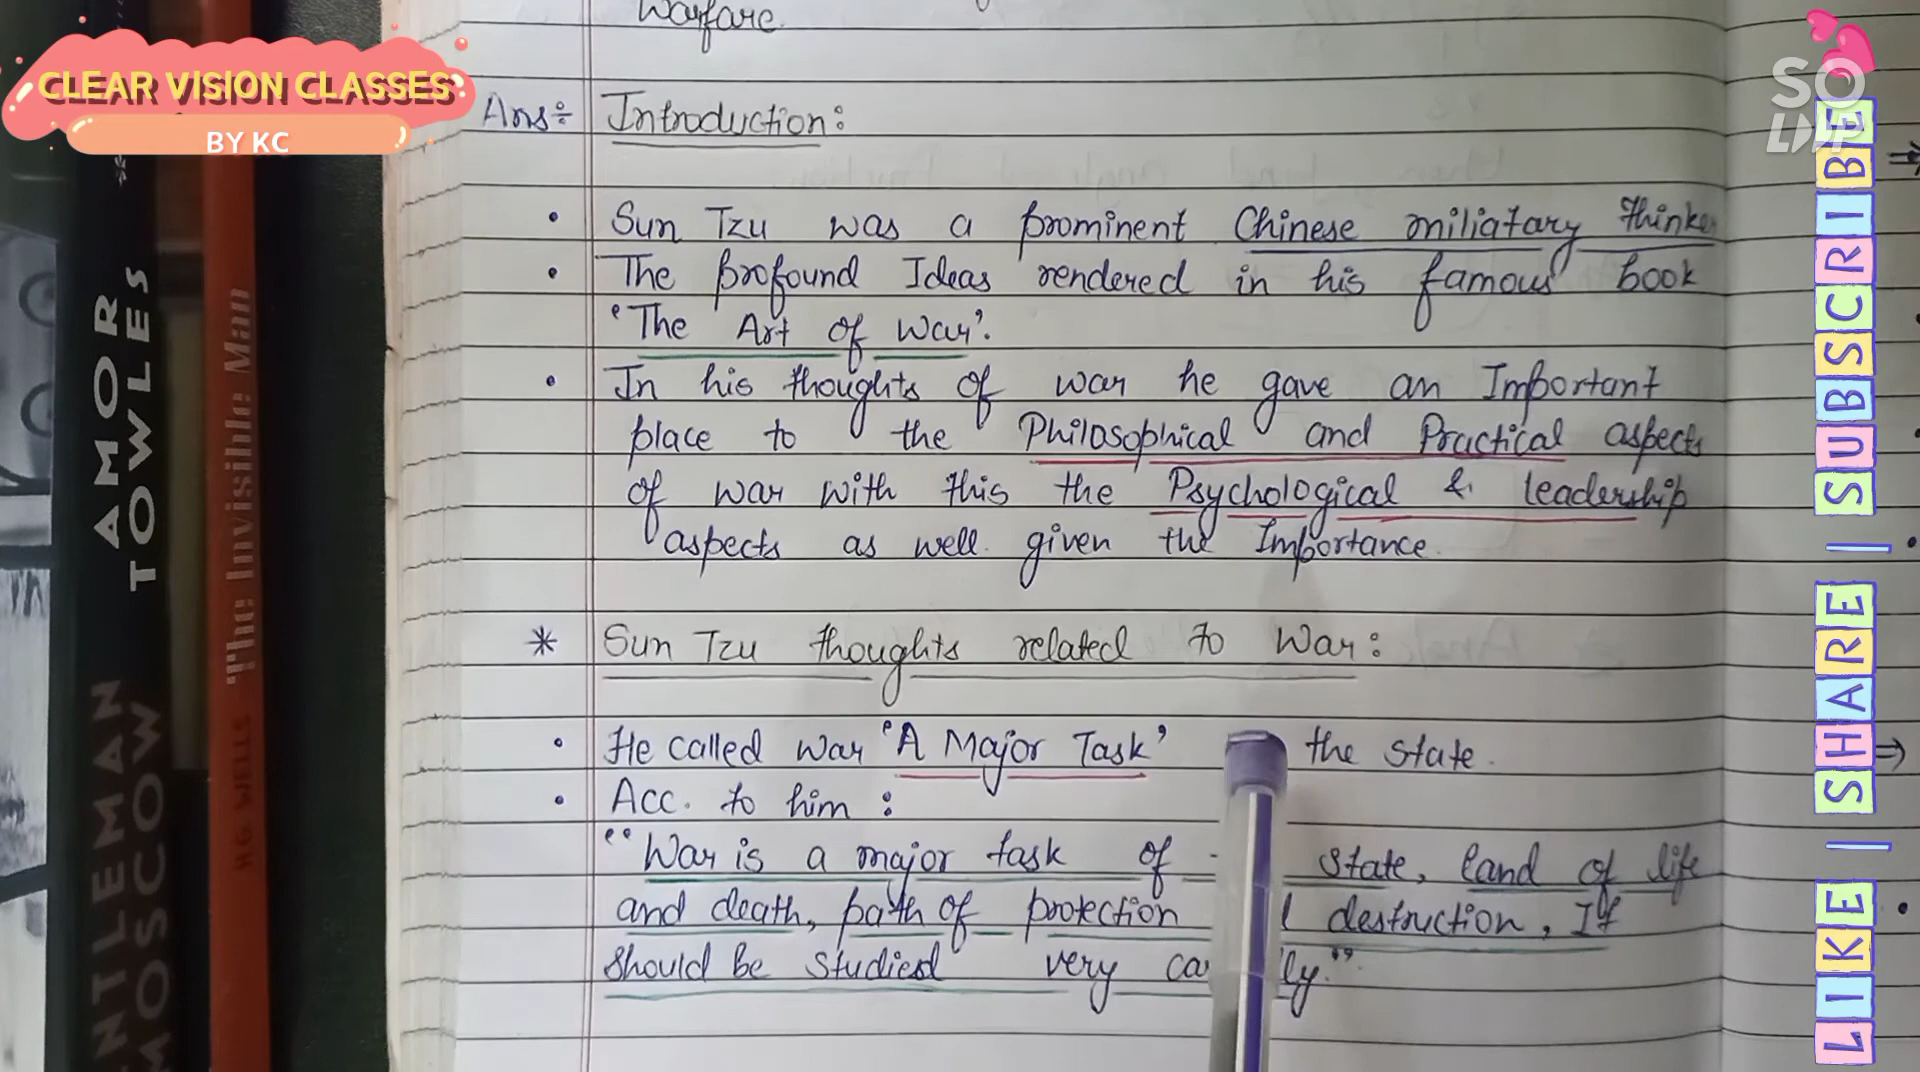 Warfare.
CLEAR VISION CLASSES
BY KC
Ans÷ Introduction:
• Sun Tzu was a prominent Chinese miliatary thinker
• The profound Ideas rendered in his famous book
'The Art of War'.
• In his thoughts of war he gave an Important
place to the Philosophical and Practical aspects
of war with this the Psychological & leadership
aspects as well given the Importance.
* Sun Tzu thoughts related to War:
• He called War 'A Major Task' the state.
• Acc. to him :
"War is a major task of state, land of life
and death, path of protection destruction, It
should be studied very
SOLUP
LIKE | SHARE | SUBSCRIBE
AMOR
TOWLES
NTLEMAN
MOSCOW
The Invisible Man
HG WELLS